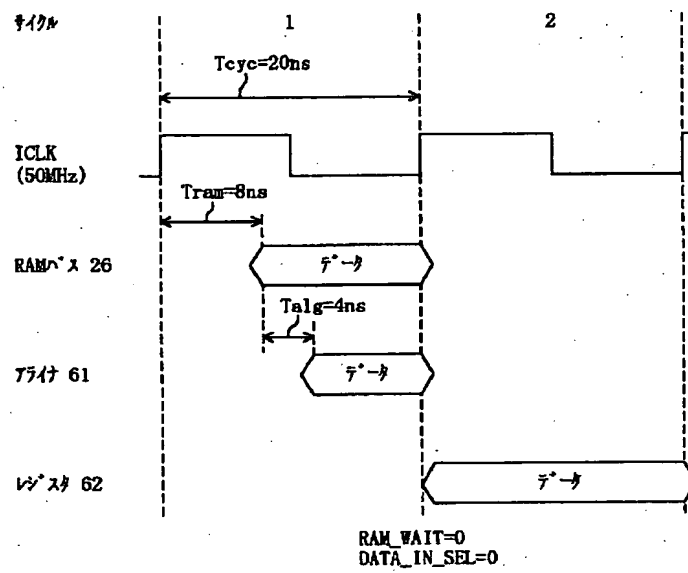 サイクル 1 2
Tcyc=20ns
ICLK
(50MHz)
Tram=8ns
RAMバス 26 データ
Talg=4ns
アライナ 61 データ
レジスタ 62 データ
RAM_WAIT=0
DATA_IN_SEL=0